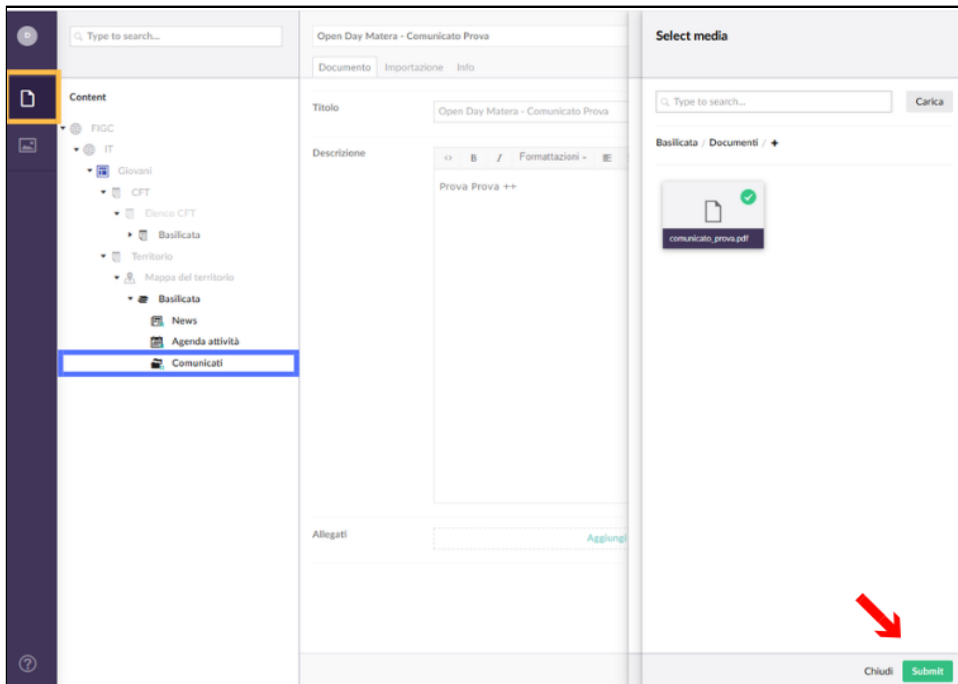 D
Type to search...
Content
FIGC
IT
Giovani
CFT
Elenco CFT
Basilicata
Territorio
Mappa del territorio
Basilicata
News
Agenda attività
Comunicati
Open Day Matera - Comunicato Prova
Documento Importazione Info
Titolo
Open Day Matera - Comunicato Prova
Descrizione
<> B I Formattazioni
Prova Prova ++
Allegati
Aggiungi
Select media
Type to search...
Carica
Basilicata / Documenti / +
comunicato_prova.pdf
Chiudi Submit
?